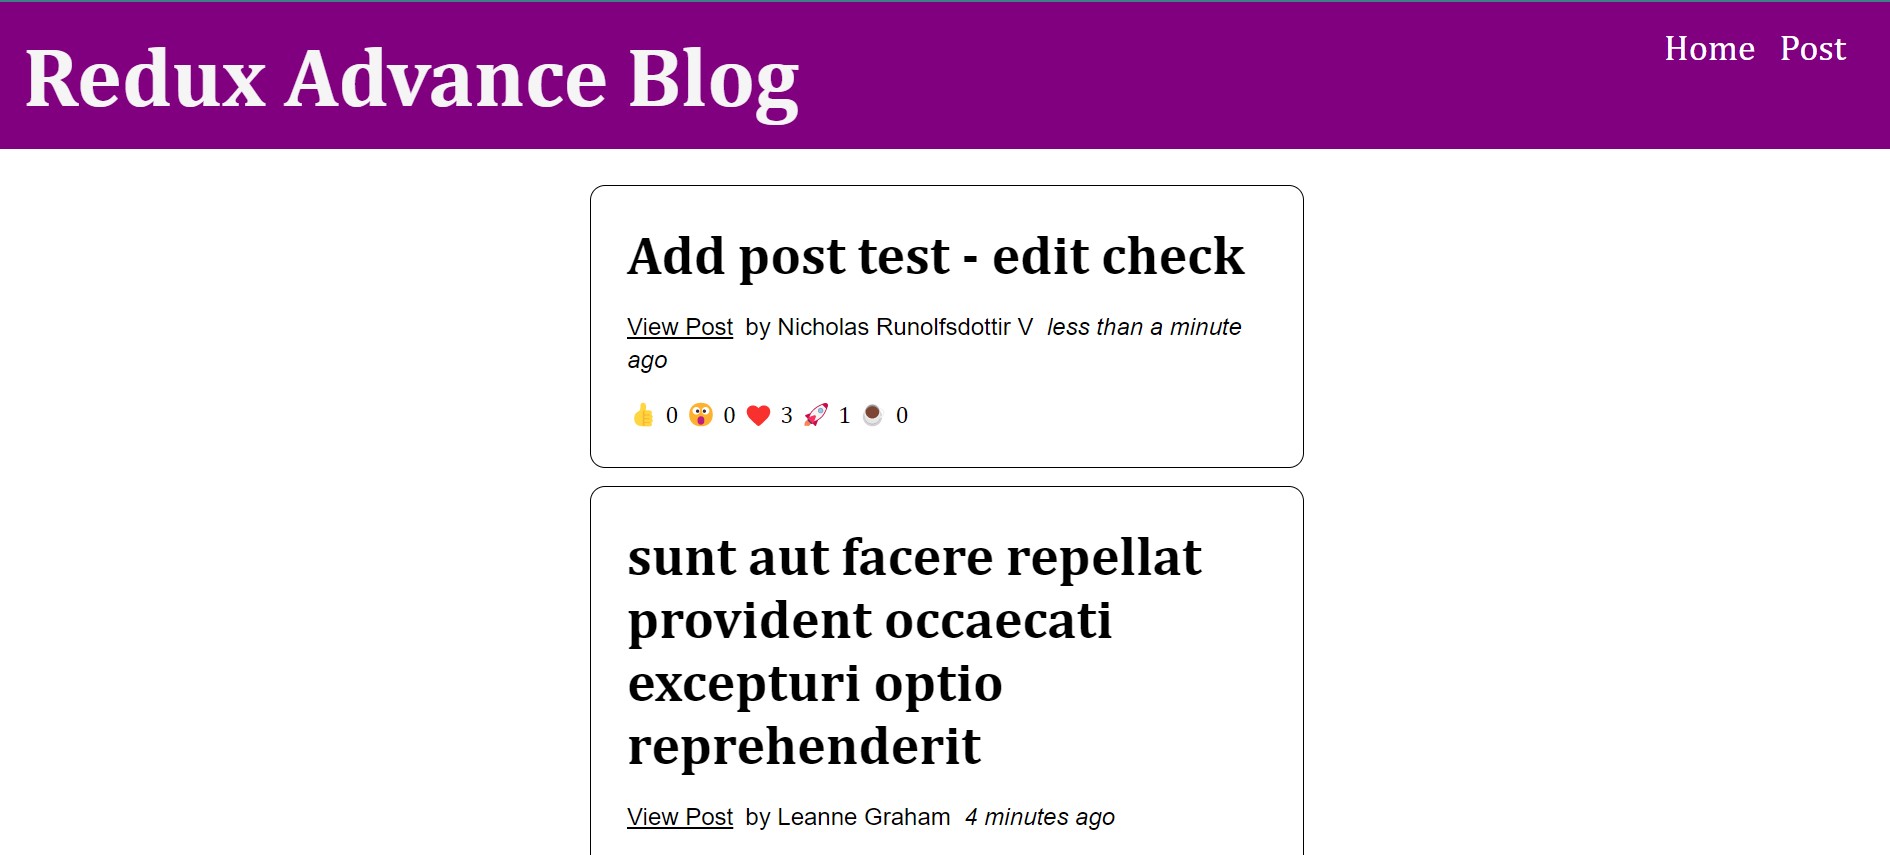 Redux Advance Blog
Home Post
Add post test - edit check
View Post by Nicholas Runolfsdottir V less than a minute
ago
👍 0 😲 0 ❤️ 3 🚀 1 ☕ 0
sunt aut facere repellat
provident occaecati
excepturi optio
reprehenderit
View Post by Leanne Graham 4 minutes ago